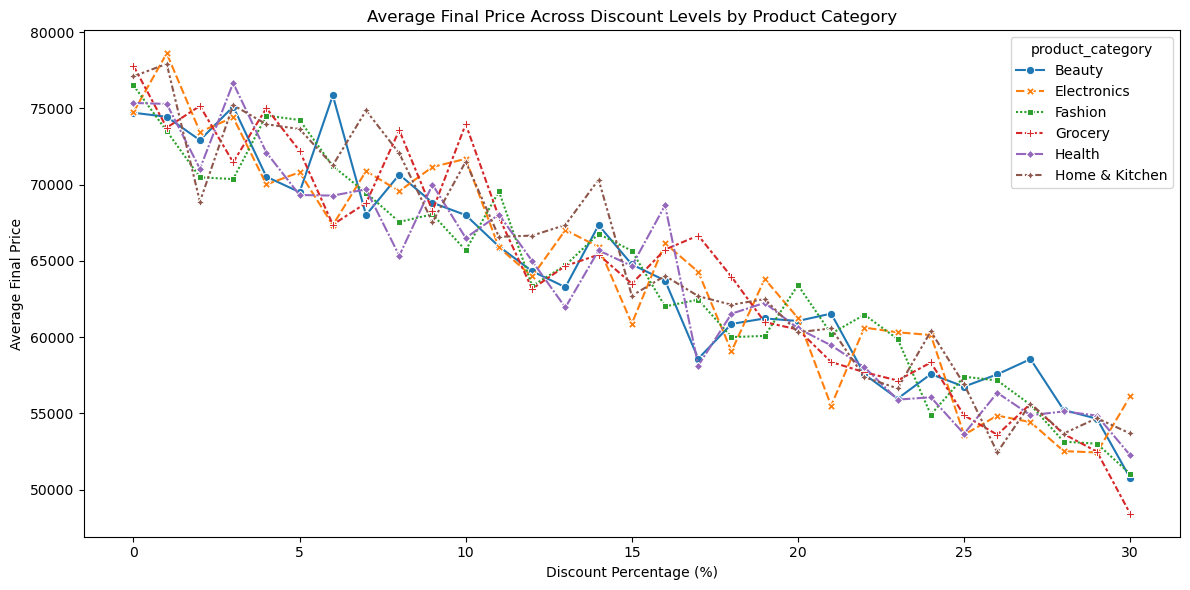 Average Final Price Across Discount Levels by Product Category
80000
75000
70000
65000
60000
55000
50000
Average Final Price
product_category
Beauty
Electronics
Fashion
Grocery
Health
Home & Kitchen
0 5 10 15 20 25 30
Discount Percentage (%)